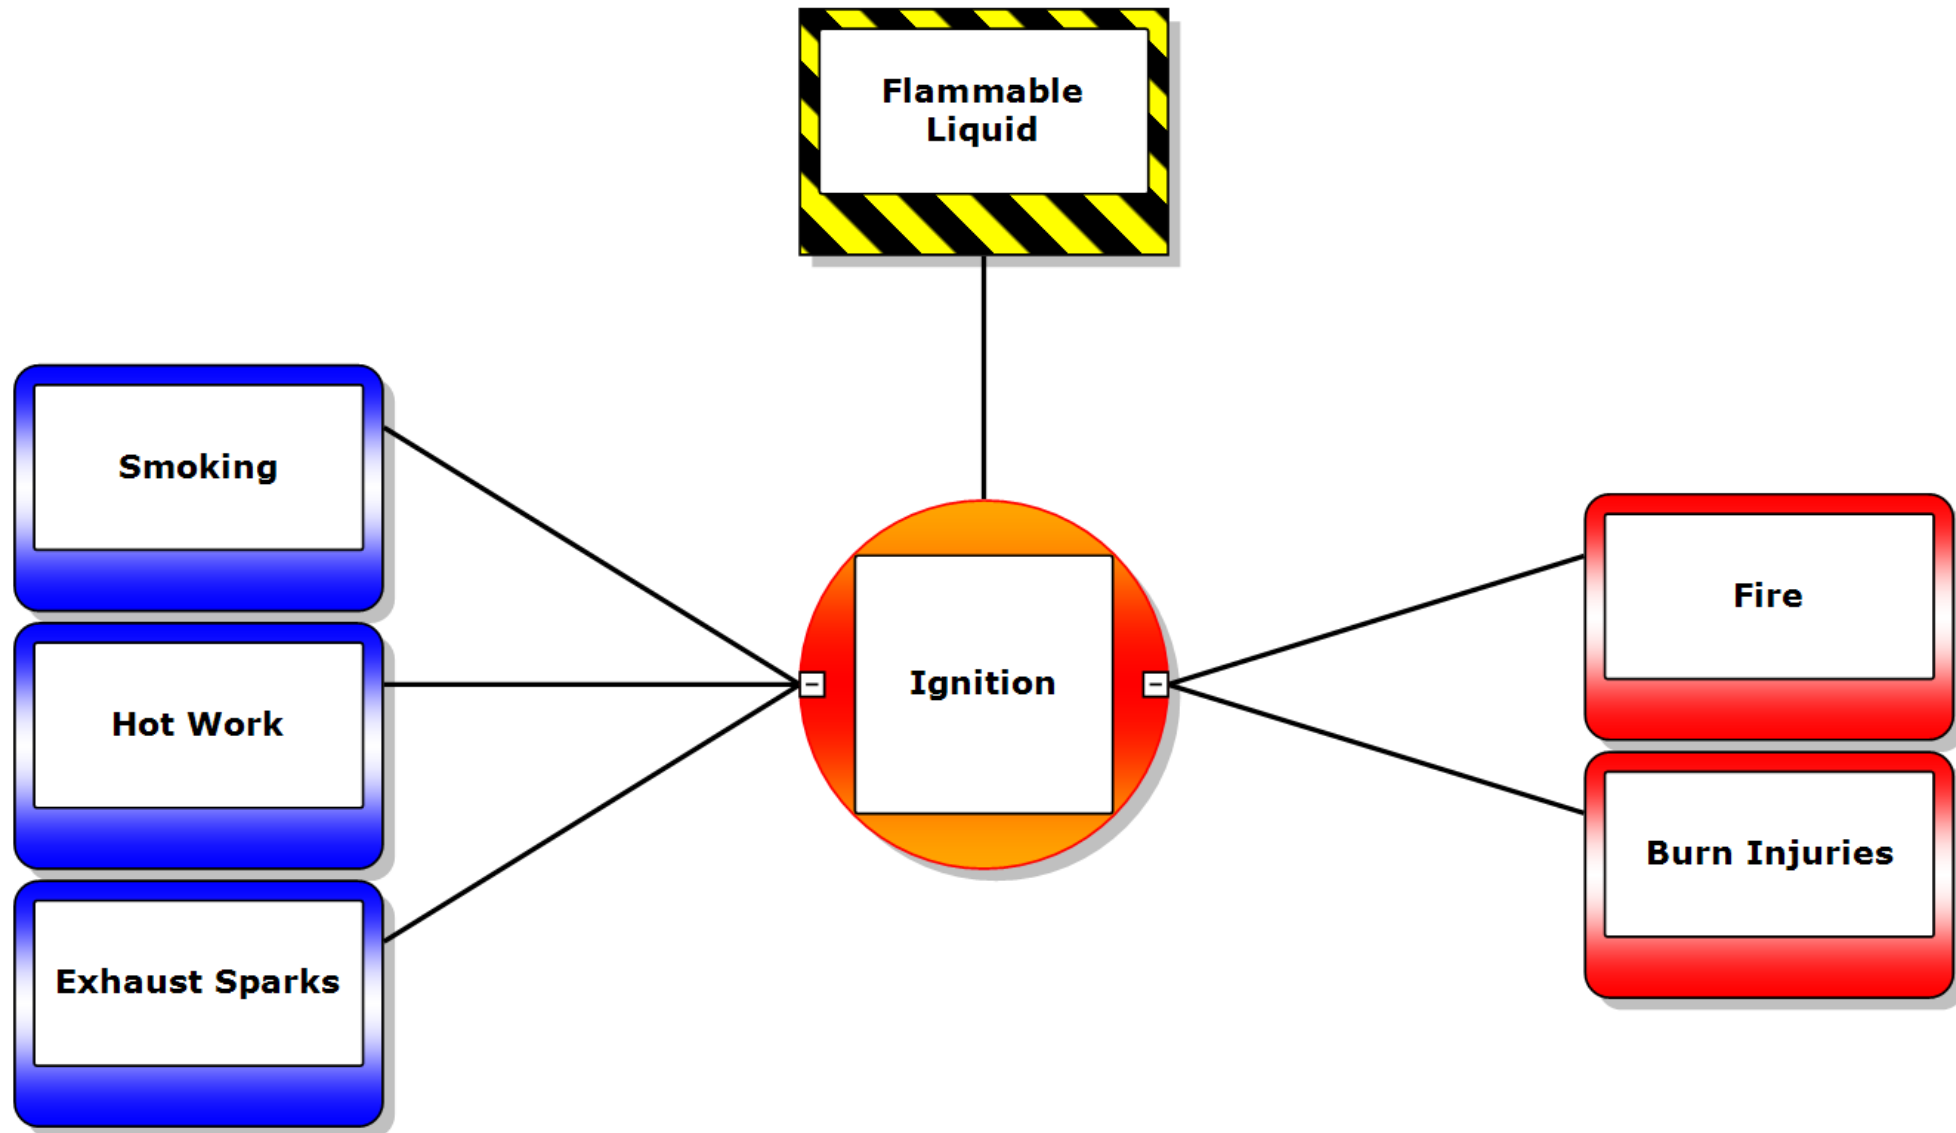 Flammable
Liquid
Smoking
Hot Work
Exhaust Sparks
Ignition
Fire
Burn Injuries